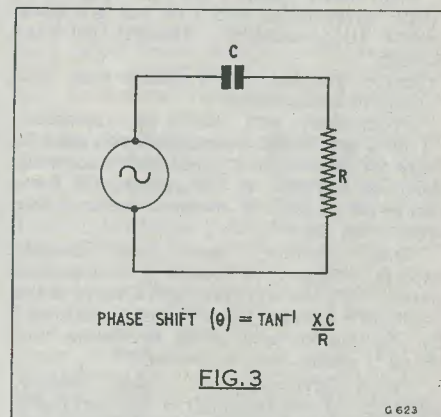 C
R
PHASE SHIFT (θ) = TAN⁻¹ XC/R
FIG. 3
G 623